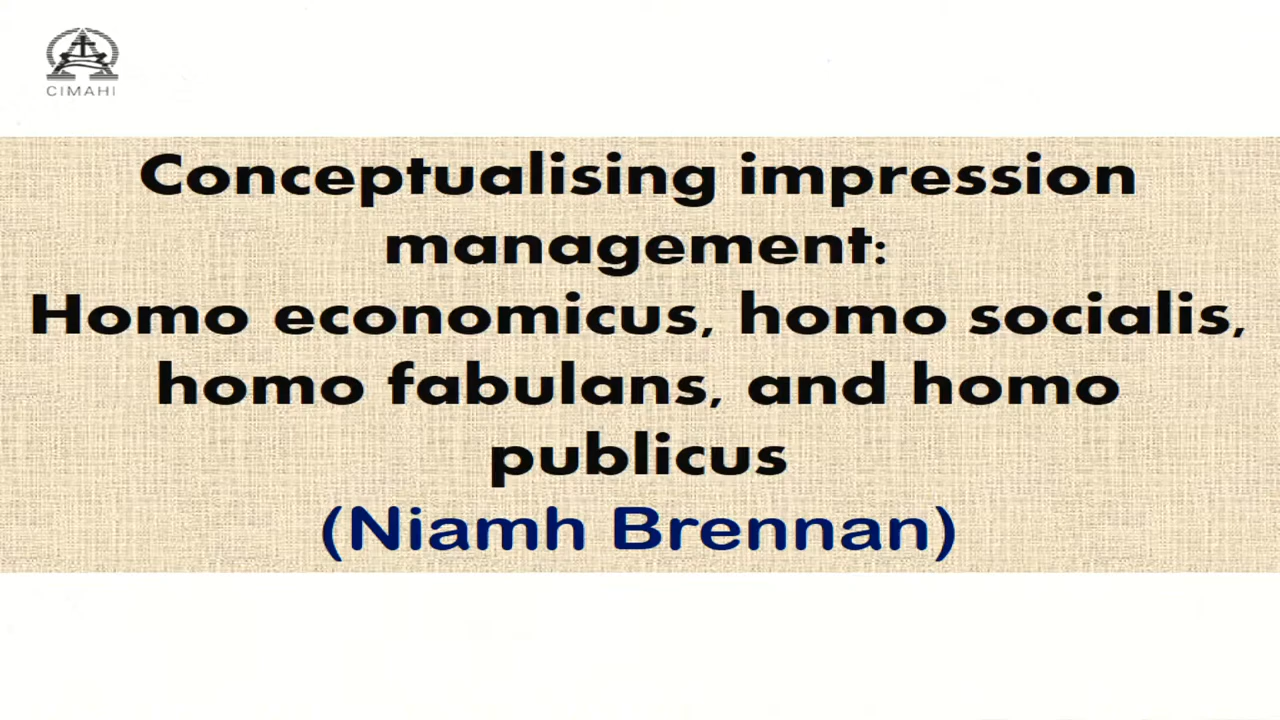 CIMAHI
Conceptualising impression
management:
Homo economicus, homo socialis,
homo fabulans, and homo
publicus
(Niamh Brennan)